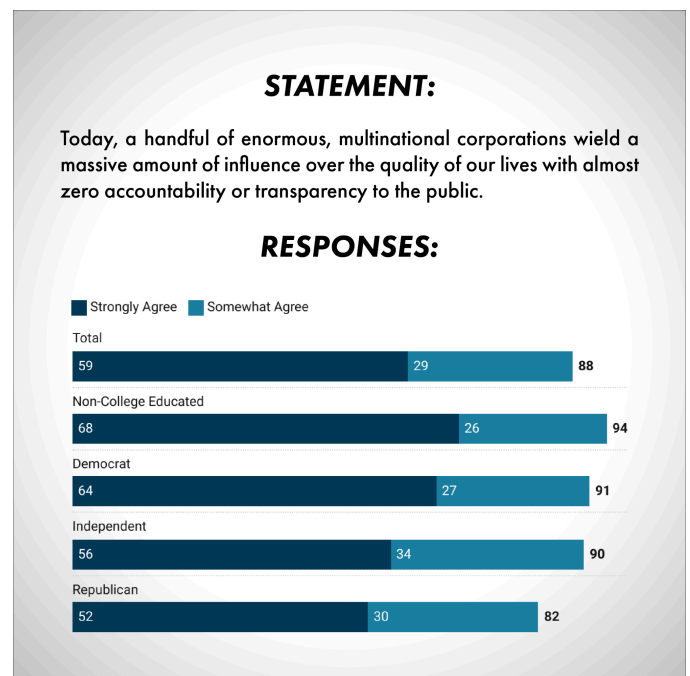 STATEMENT:
Today, a handful of enormous, multinational corporations wield a
massive amount of influence over the quality of our lives with almost
zero accountability or transparency to the public.
RESPONSES:
Strongly Agree Somewhat Agree
Total
59 29 88
Non-College Educated
68 26 94
Democrat
64 27 91
Independent
56 34 90
Republican
52 30 82